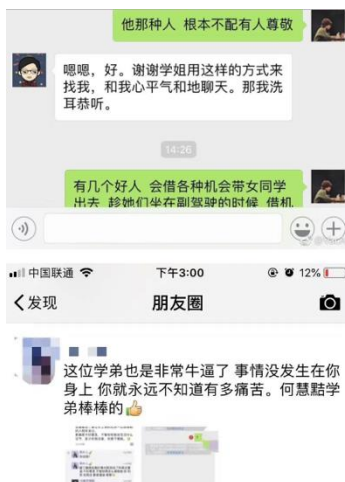 他那种人 根本不配有人尊敬
嗯嗯，好。谢谢学姐用这样的方式来
找我，和我心平气和地聊天。那我洗
耳恭听。
14:26
有几个好人 会借各种机会带女同学
出去 趁她们坐在副驾驶的时候 借机
中国联通
下午3:00
12%
发现
朋友圈
这位学弟也是非常牛逼了 事情没发生在你
身上 你就永远不知道有多痛苦。何慧黠学
弟棒棒的👍